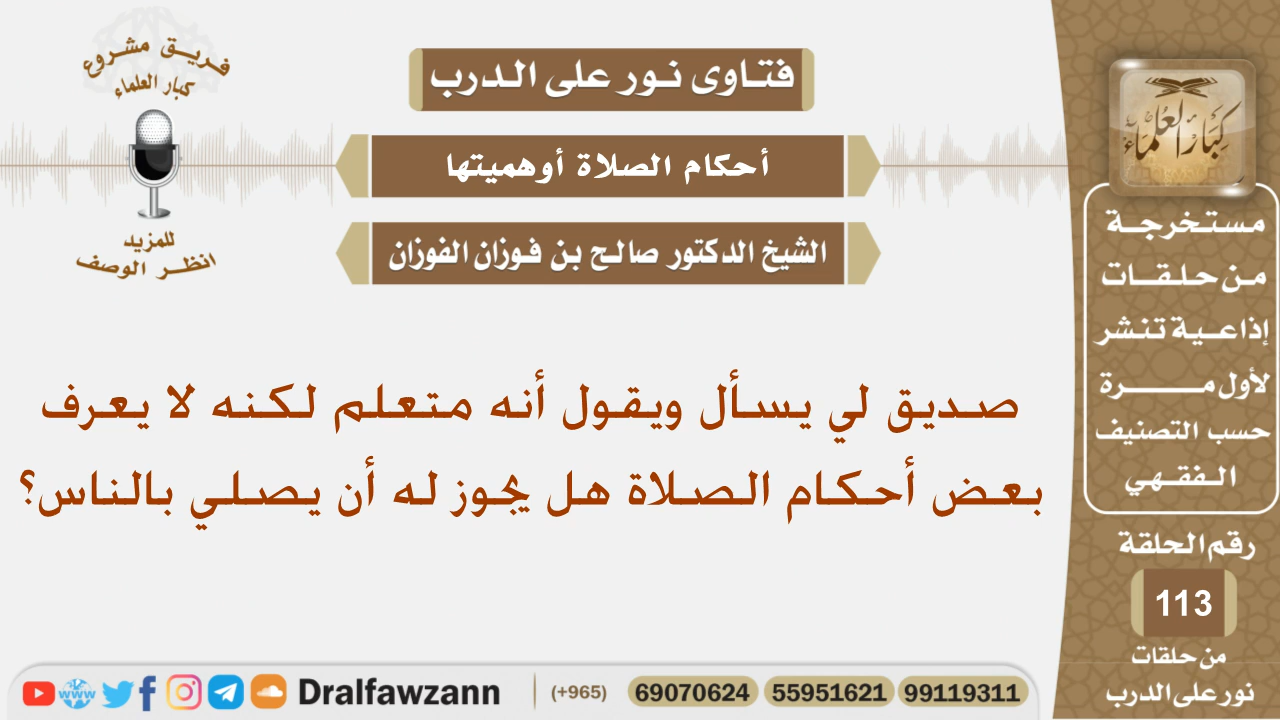 فريق مشروع
كبار العلماء
للمزيد
انظر الوصف
فتاوى نور على الدرب
أحكام الصلاة أوهميتها
الشيخ الدكتور صالح بن فوزان الفوزان
كبار العلماء
مستخرجة
من حلقات
إذاعية تنشر
لأول مرة
حسب التصنيف
الفقهي
رقم الحلقة
113
من حلقات
نور على الدرب
صديق لي يسأل ويقول أنه متعلم لكنه لا يعرف
بعض أحكام الصلاة هل يجوز له أن يصلي بالناس؟
www Dralfawzann (+965) 69070624 55951621 99119311